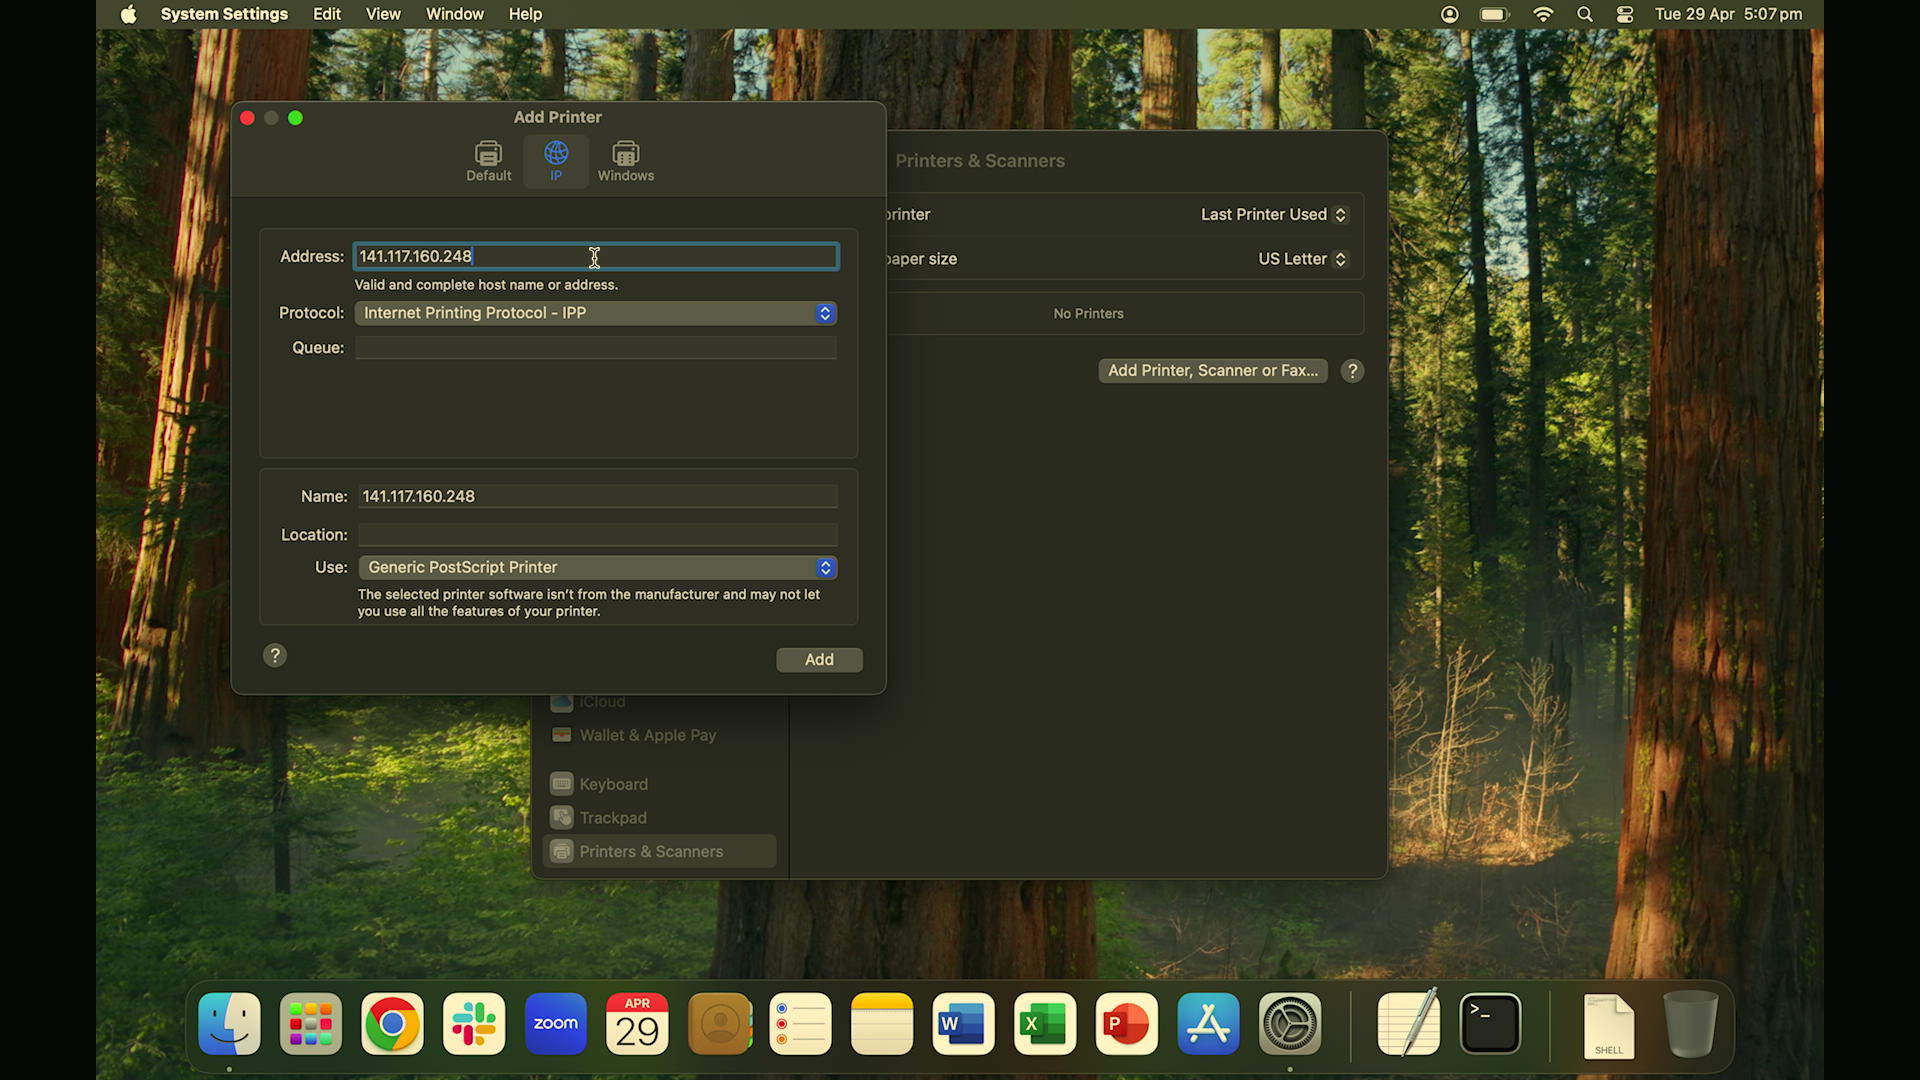 System Settings Edit View Window Help
Tue 29 Apr 5:07 pm
Add Printer
Default
IP
Windows
Address: 141.117.160.248
Valid and complete host name or address.
Protocol: Internet Printing Protocol - IPP
Queue:
Name: 141.117.160.248
Location:
Use: Generic PostScript Printer
The selected printer software isn't from the manufacturer and may not let
you use all the features of your printer.
?
Add
Printers & Scanners
printer
Last Printer Used
paper size
US Letter
No Printers
Add Printer, Scanner or Fax...
?
iCloud
Wallet & Apple Pay
Keyboard
Trackpad
Printers & Scanners
zoom
APR
29
W
X
P
>_
SHELL